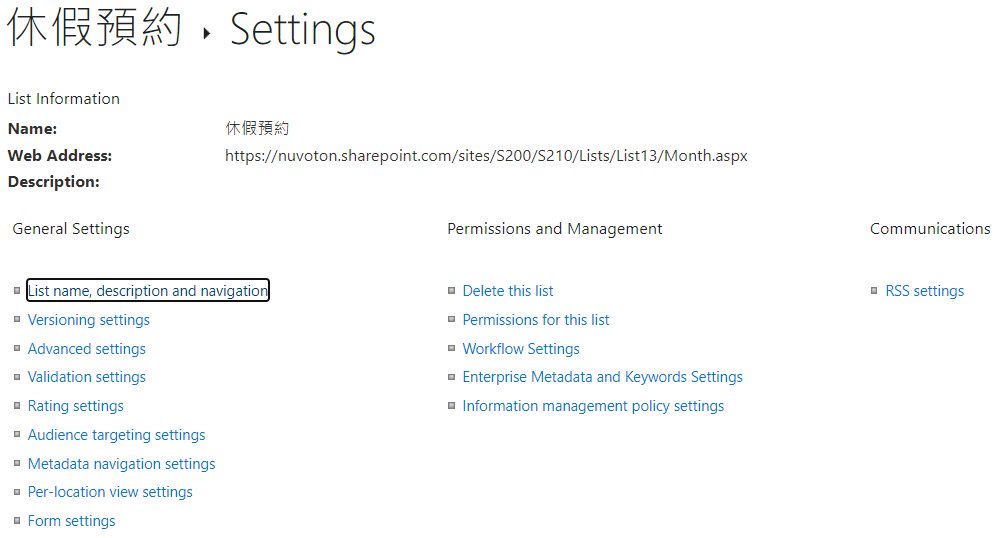 休假預約 ▸ Settings
List Information
Name: 休假預約
Web Address: https://nuvoton.sharepoint.com/sites/S200/S210/Lists/List13/Month.aspx
Description:
General Settings
List name, description and navigation
Versioning settings
Advanced settings
Validation settings
Rating settings
Audience targeting settings
Metadata navigation settings
Per-location view settings
Form settings
Permissions and Management
Delete this list
Permissions for this list
Workflow Settings
Enterprise Metadata and Keywords Settings
Information management policy settings
Communications
RSS settings